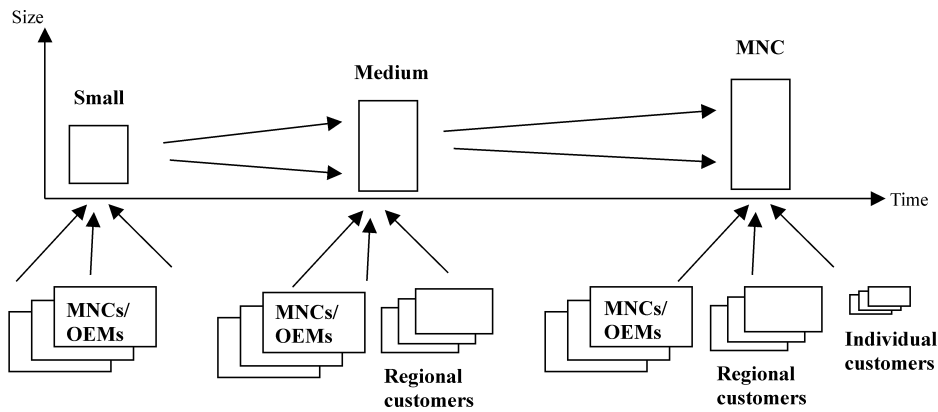 Size
MNC
Medium
Small
Time
MNCs/
OEMs
MNCs/
OEMs
Regional
customers
MNCs/
OEMs
Regional
customers
Individual
customers